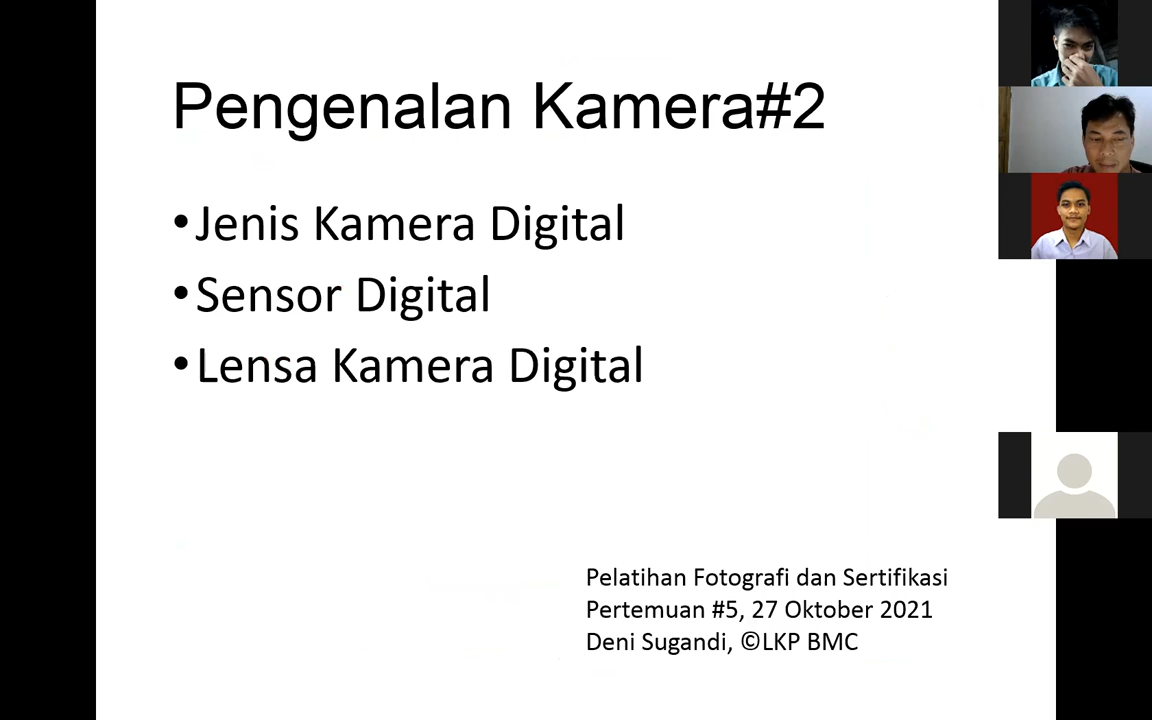 Pengenalan Kamera#2
•Jenis Kamera Digital
•Sensor Digital
•Lensa Kamera Digital
Pelatihan Fotografi dan Sertifikasi
Pertemuan #5, 27 Oktober 2021
Deni Sugandi, ©LKP BMC